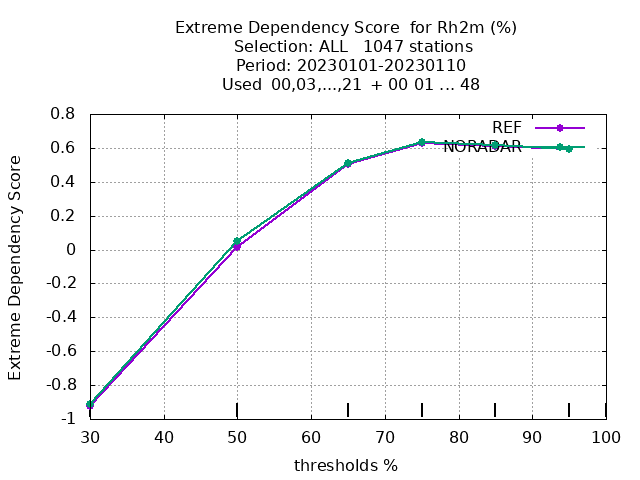 Extreme Dependency Score  for Rh2m (%)
Selection: ALL   1047 stations
Period: 20230101-20230110
Used  00,03,...,21  + 00 01 ... 48
REF
NORADAR
Extreme Dependency Score
0.8
0.6
0.4
0.2
0
-0.2
-0.4
-0.6
-0.8
-1
30 40 50 60 70 80 90 100
thresholds %